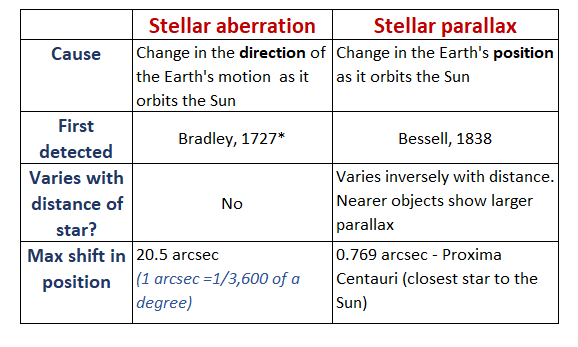 Stellar aberration Stellar parallax
Cause Change in the direction of Change in the Earth's position
the Earth's motion as it as it orbits the Sun
orbits the Sun
First
detected Bradley, 1727* Bessell, 1838
Varies with Varies inversely with distance.
distance of No Nearer objects show larger
star? parallax
Max shift in 20.5 arcsec 0.769 arcsec - Proxima
position (1 arcsec =1/3,600 of a Centauri (closest star to the
degree) Sun)